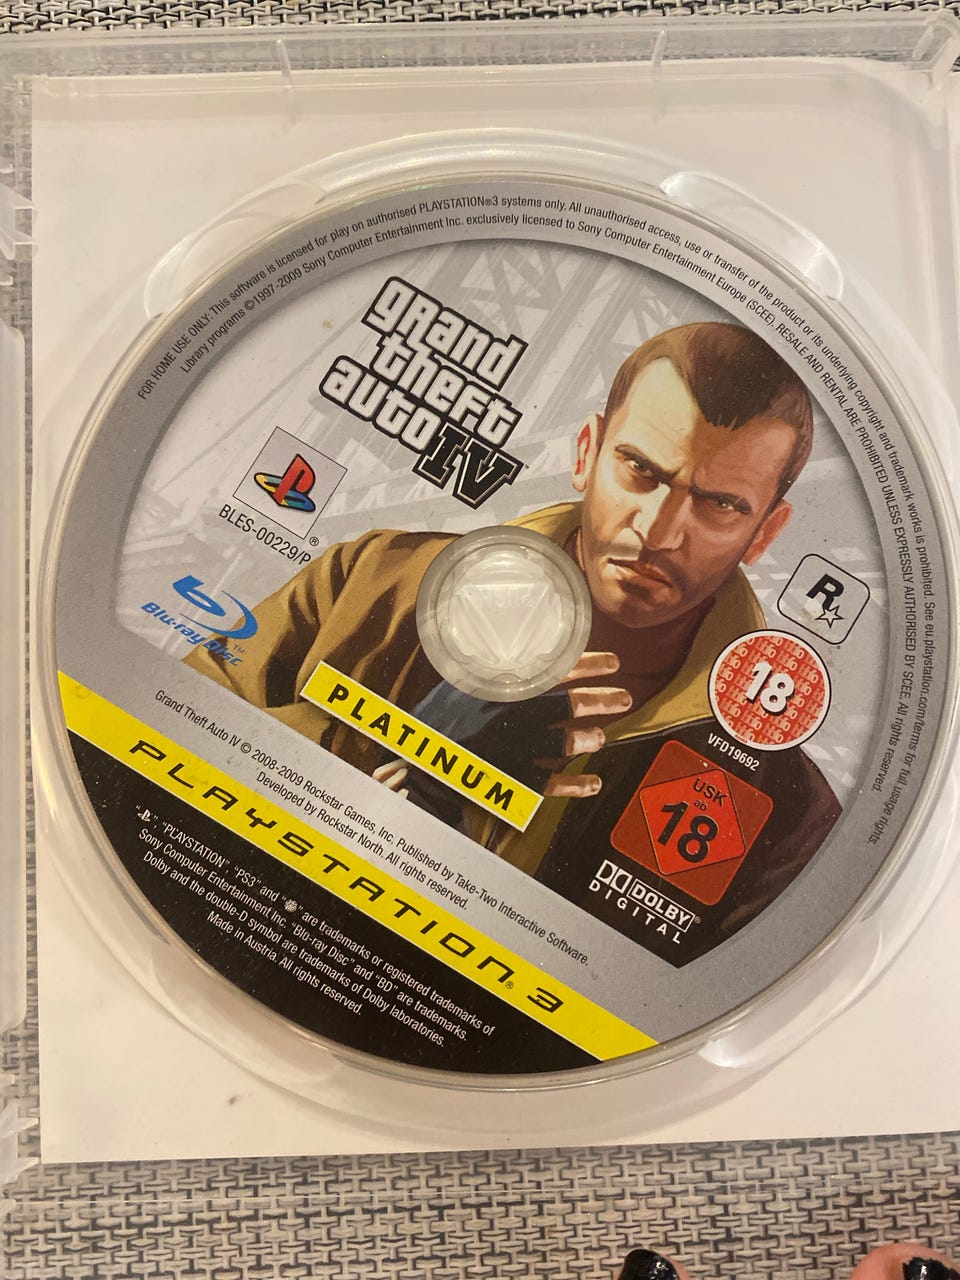 FOR HOME USE ONLY: This software is licensed for play on authorised PLAYSTATION®3 systems only. All unauthorised access, use or transfer of the product or its underlying copyright and trademark works is prohibited. See eu.playstation.com/terms for full usage rights.
Library programs ©1997-2009 Sony Computer Entertainment Inc. exclusively licensed to Sony Computer Entertainment Europe (SCEE). RESALE AND RENTAL ARE PROHIBITED UNLESS EXPRESSLY AUTHORISED BY SCEE. All rights reserved.
grand
theft
auto IV™
BLES-00229/P
®
Blu-ray Disc™
R
18
VFD19692
USK
ab
18
DOLBY®
DIGITAL
PLATINUM
Grand Theft Auto IV © 2008-2009 Rockstar Games, Inc. Published by Take-Two Interactive Software.
Developed by Rockstar North. All rights reserved.
PLAYSTATION®3
" ", "PLAYSTATION", "PS3" and " " are trademarks or registered trademarks of
Sony Computer Entertainment Inc. "Blu-ray Disc" and "BD" are trademarks.
Dolby and the double-D symbol are trademarks of Dolby laboratories.
Made in Austria. All rights reserved.